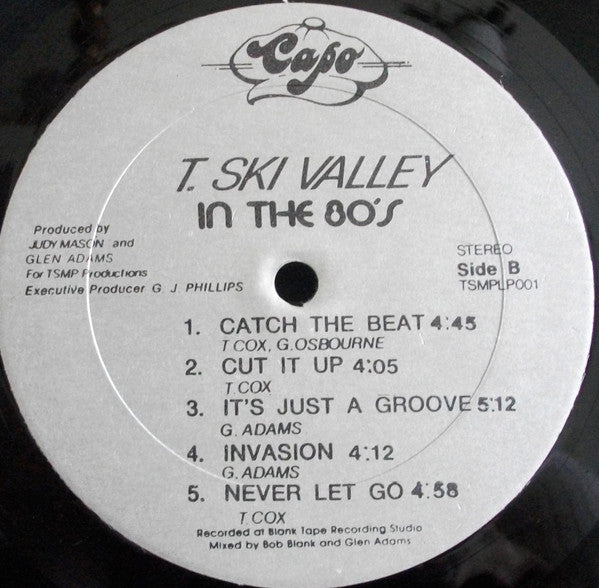 Capo
T. SKI VALLEY
IN THE 80'S
Produced by
JUDY MASON and
GLEN ADAMS
For TSMP Productions
Executive Producer G. J. PHILLIPS
STEREO
Side B
TSMPLP001
1. CATCH THE BEAT 4:45
T COX, G.OSBOURNE
2. CUT IT UP 4:05
T. COX
3. IT'S JUST A GROOVE 5:12
G. ADAMS
4. INVASION 4:12
G. ADAMS
5. NEVER LET GO 4:58
T COX
Recorded at Blank Tape Recording Studio
Mixed by Bob Blank and Glen Adams